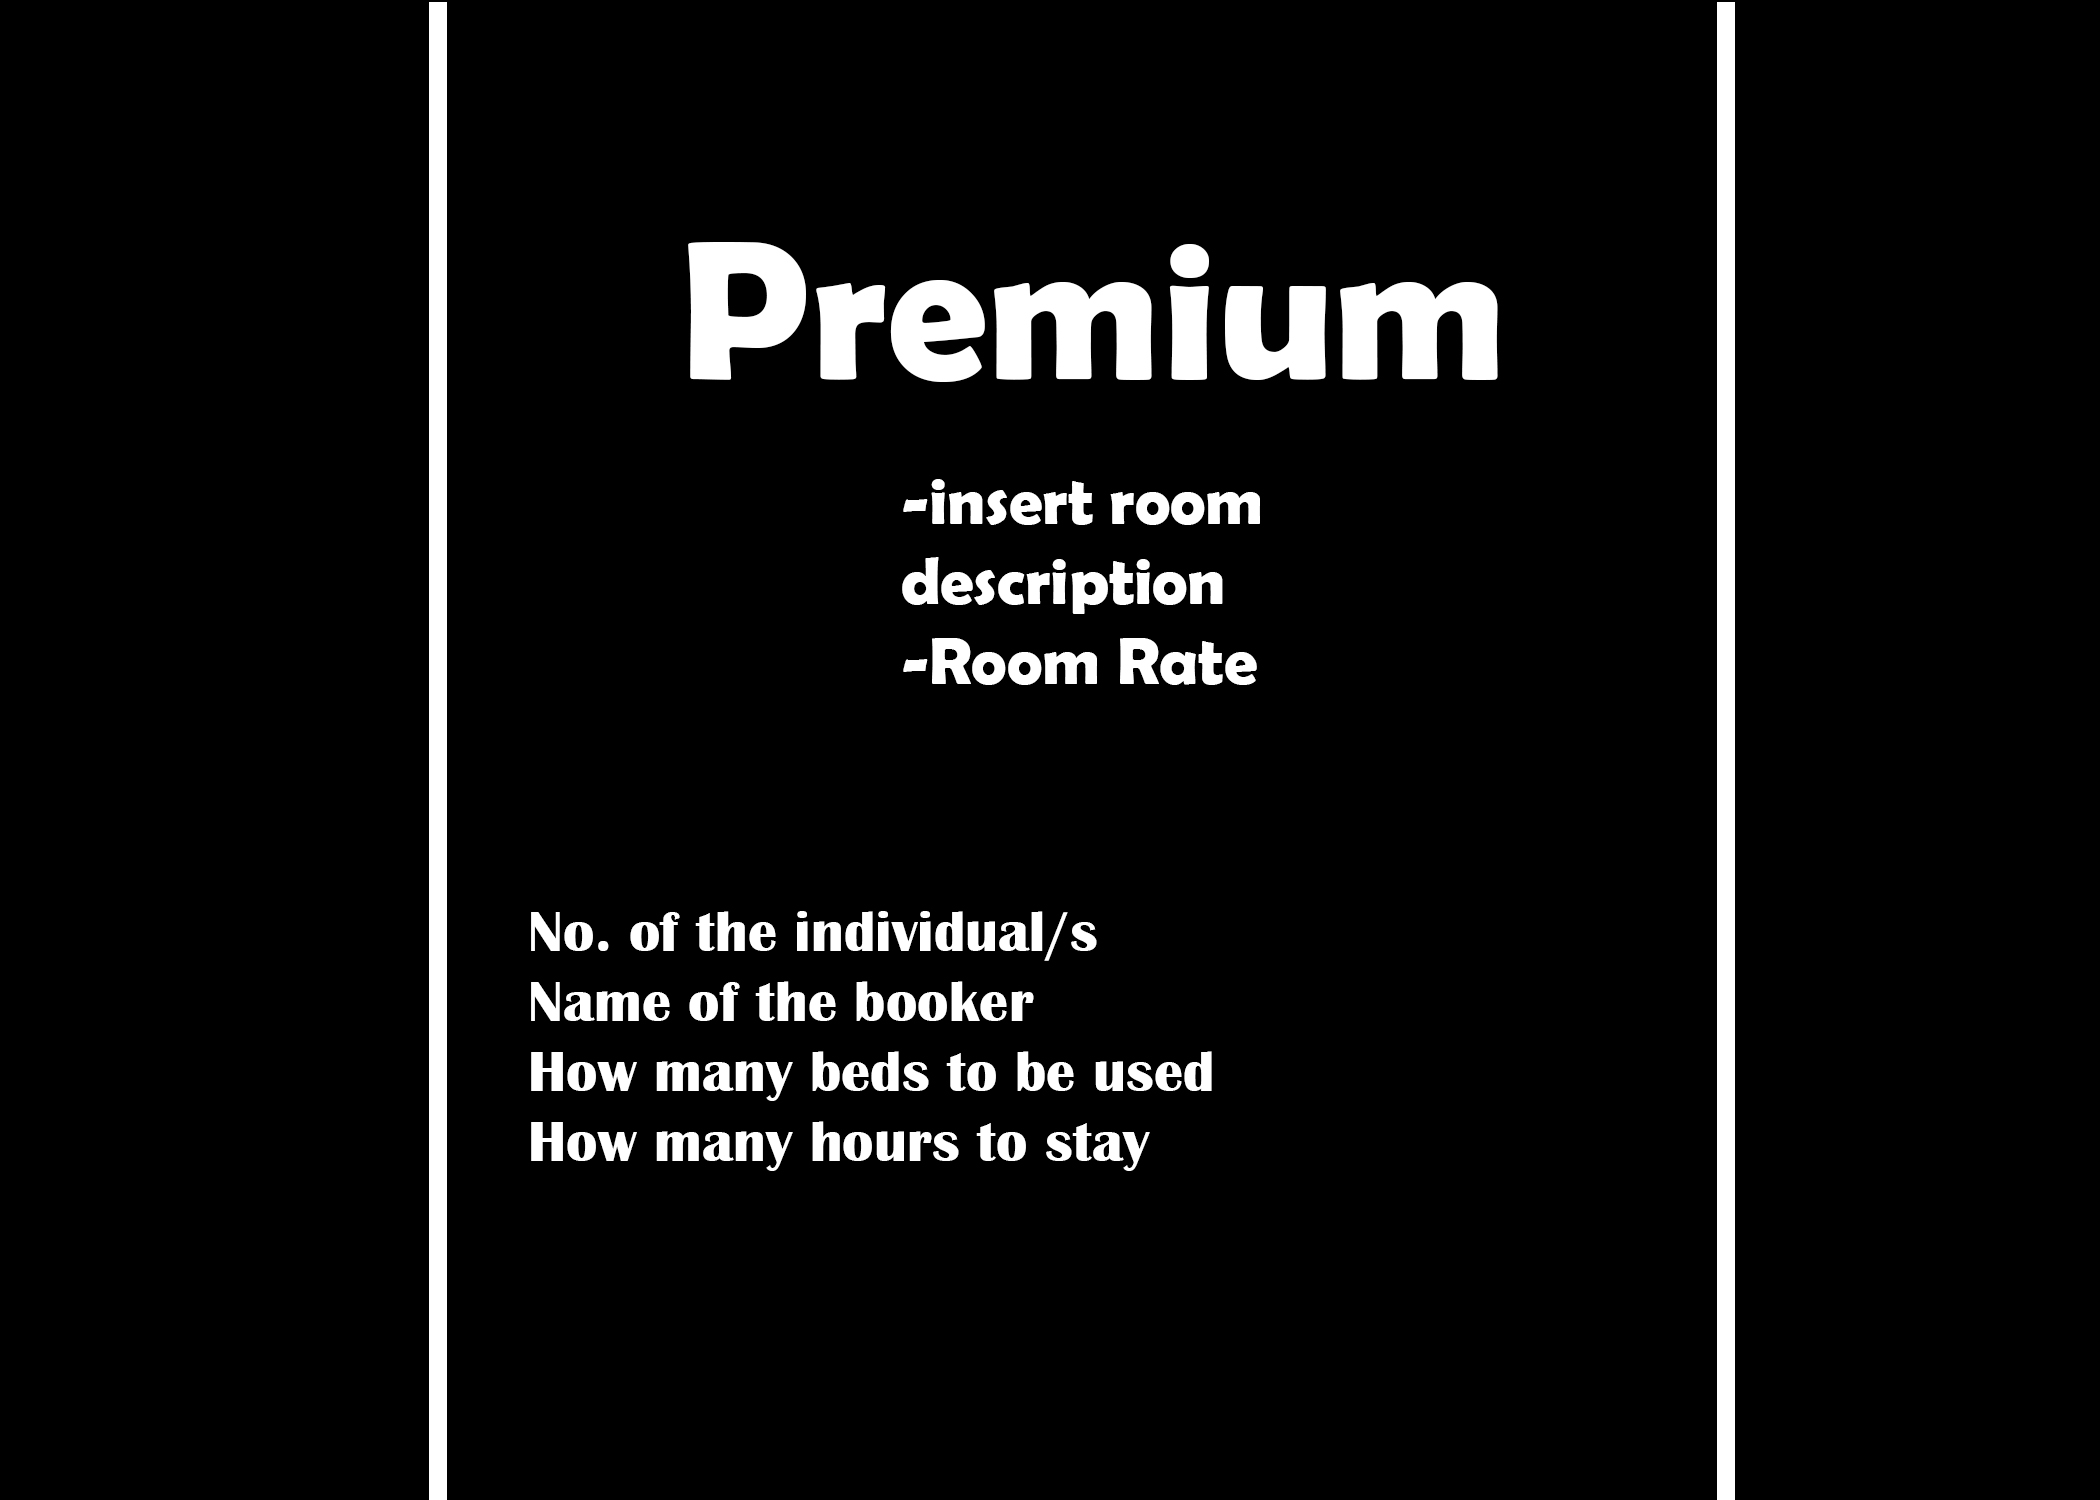 Premium
-insert room
description
-Room Rate
No. of the individual/s
Name of the booker
How many beds to be used
How many hours to stay